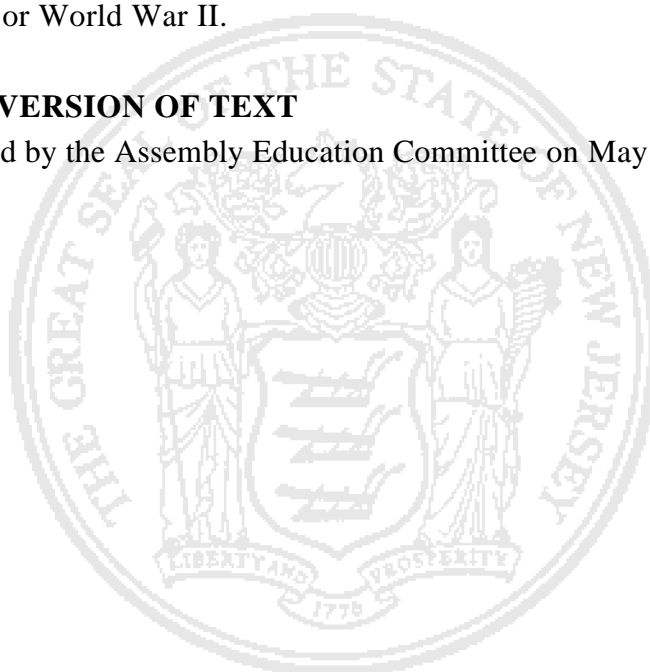 or World War II.
VERSION OF TEXT
d by the Assembly Education Committee on May
THE GREAT SEAL OF THE STATE OF NEW JERSEY
LIBERTY AND PROSPERITY
1776